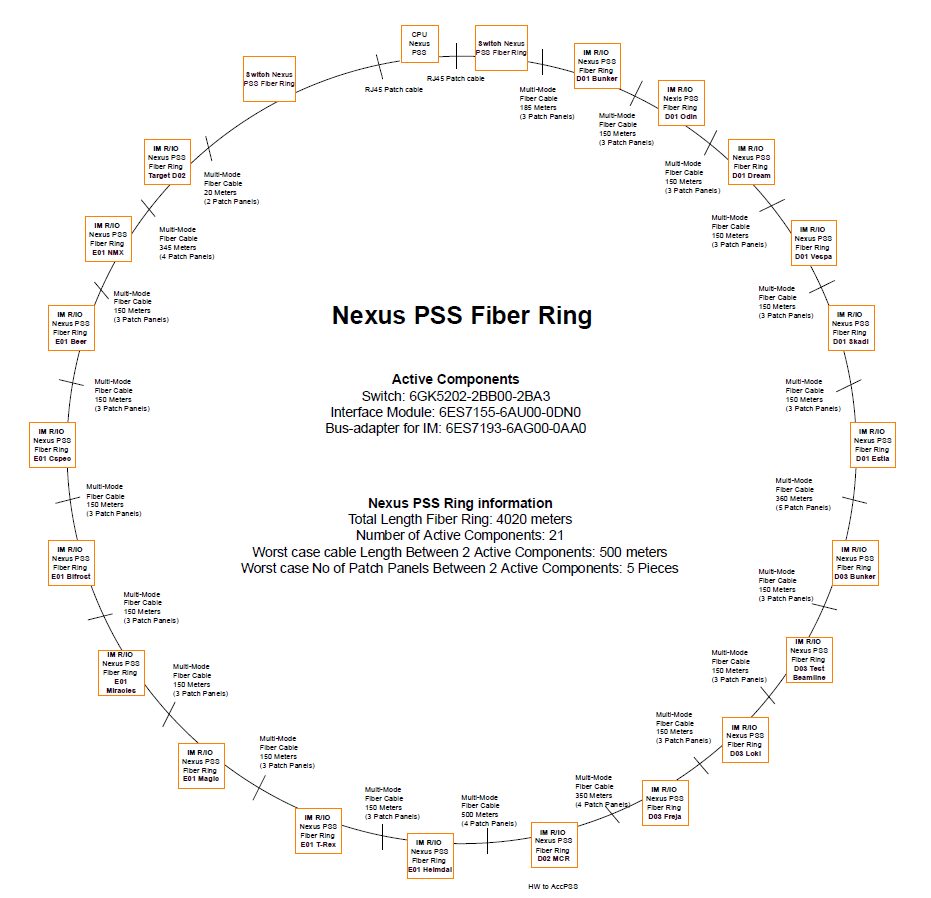 CPU
Nexus
PSS
Switch Nexus
PSS Fiber Ring
IM R/IO
Nexus PSS
Fiber Ring
D01 Bunker
IM R/IO
Nexis PSS
Fiber Ring
D01 Odin
IM R/IO
Nexus PSS
Fiber Ring
D01 Dream
IM R/IO
Nexus PSS
Fiber Ring
D01 Vespa
IM R/IO
Nexus PSS
Fiber Ring
D01 Skadi
IM R/IO
Nexus PSS
Fiber Ring
D01 Estia
IM R/IO
Nexus PSS
Fiber Ring
D03 Bunker
IM R/IO
Nexus PSS
Fiber Ring
D03 Test
Beamline
IM R/IO
Nexus PSS
Fiber Ring
D03 Loki
IM R/IO
Nexus PSS
Fiber Ring
D03 Freja
IM R/IO
Nexus PSS
Fiber Ring
D02 MCR
HW to AccPSS
IM R/IO
Nexus PSS
Fiber Ring
E01 Heimdal
IM R/IO
Nexus PSS
Fiber Ring
E01 T-Rex
IM R/IO
Nexus PSS
Fiber Ring
E01 Magic
IM R/IO
Nexus PSS
Fiber Ring
E01
Miracles
IM R/IO
Nexus PSS
Fiber Ring
E01 Bifrost
IM R/IO
Nexus PSS
Fiber Ring
E01 Cspec
IM R/IO
Nexus PSS
Fiber Ring
E01 Beer
IM R/IO
Nexus PSS
Fiber Ring
E01 NMX
IM R/IO
Nexus PSS
Fiber Ring
Target D02
Switch Nexus
PSS Fiber Ring
RJ45 Patch cable
RJ45 Patch cable
Multi-Mode
Fiber Cable
185 Meters
(3 Patch Panels)
Multi-Mode
Fiber Cable
150 Meters
(3 Patch Panels)
Multi-Mode
Fiber Cable
150 Meters
(3 Patch Panels)
Multi-Mode
Fiber Cable
150 Meters
(3 Patch Panels)
Multi-Mode
Fiber Cable
150 Meters
(3 Patch Panels)
Multi-Mode
Fiber Cable
150 Meters
(3 Patch Panels)
Multi-Mode
Fiber Cable
360 Meters
(5 Patch Panels)
Multi-Mode
Fiber Cable
150 Meters
(3 Patch Panels)
Multi-Mode
Fiber Cable
150 Meters
(3 Patch Panels)
Multi-Mode
Fiber Cable
150 Meters
(3 Patch Panels)
Multi-Mode
Fiber Cable
350 Meters
(4 Patch Panels)
Multi-Mode
Fiber Cable
500 Meters
(4 Patch Panels)
Multi-Mode
Fiber Cable
150 Meters
(3 Patch Panels)
Multi-Mode
Fiber Cable
150 Meters
(3 Patch Panels)
Multi-Mode
Fiber Cable
150 Meters
(3 Patch Panels)
Multi-Mode
Fiber Cable
150 Meters
(3 Patch Panels)
Multi-Mode
Fiber Cable
150 Meters
(3 Patch Panels)
Multi-Mode
Fiber Cable
150 Meters
(3 Patch Panels)
Multi-Mode
Fiber Cable
150 Meters
(3 Patch Panels)
Multi-Mode
Fiber Cable
345 Meters
(4 Patch Panels)
Multi-Mode
Fiber Cable
20 Meters
(2 Patch Panels)
Nexus PSS Fiber Ring
Active Components
Switch: 6GK5202-2BB00-2BA3
Interface Module: 6ES7155-6AU00-0DN0
Bus-adapter for IM: 6ES7193-6AG00-0AA0
Nexus PSS Ring information
Total Length Fiber Ring: 4020 meters
Number of Active Components: 21
Worst case cable Length Between 2 Active Components: 500 meters
Worst case No of Patch Panels Between 2 Active Components: 5 Pieces